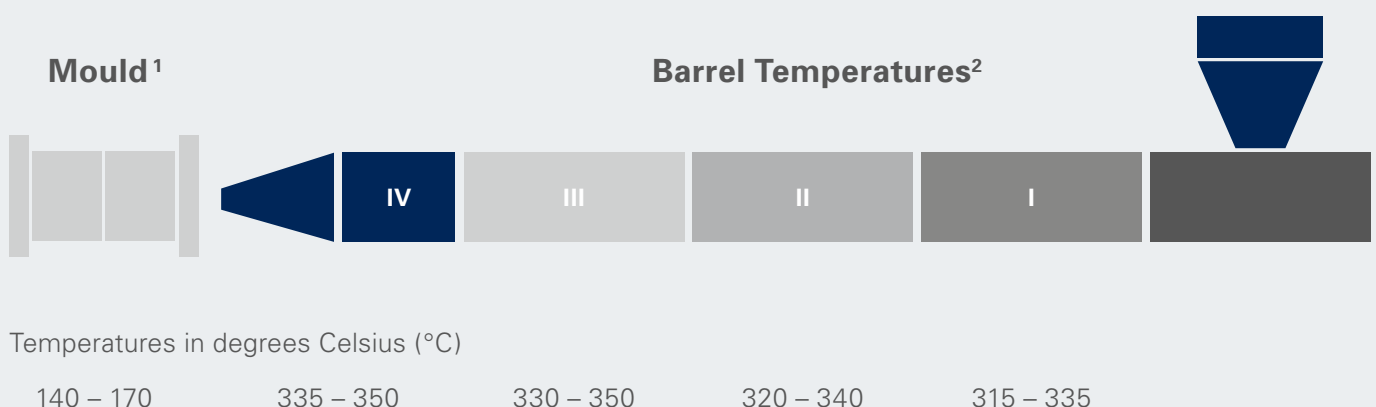 Mould¹ Barrel Temperatures²
IV III II I
Temperatures in degrees Celsius (°C)
140 – 170 335 – 350 330 – 350 320 – 340 315 – 335